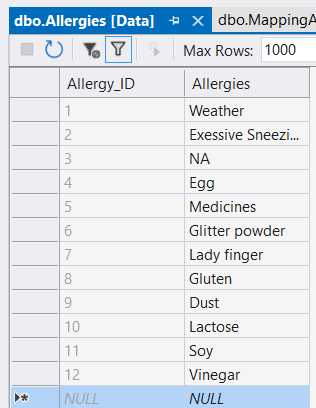 dbo.Allergies [Data] dbo.MappingA
Max Rows: 1000
Allergy_ID Allergies
1 Weather
2 Exessive Sneezi...
3 NA
4 Egg
5 Medicines
6 Glitter powder
7 Lady finger
8 Gluten
9 Dust
10 Lactose
11 Soy
12 Vinegar
NULL NULL